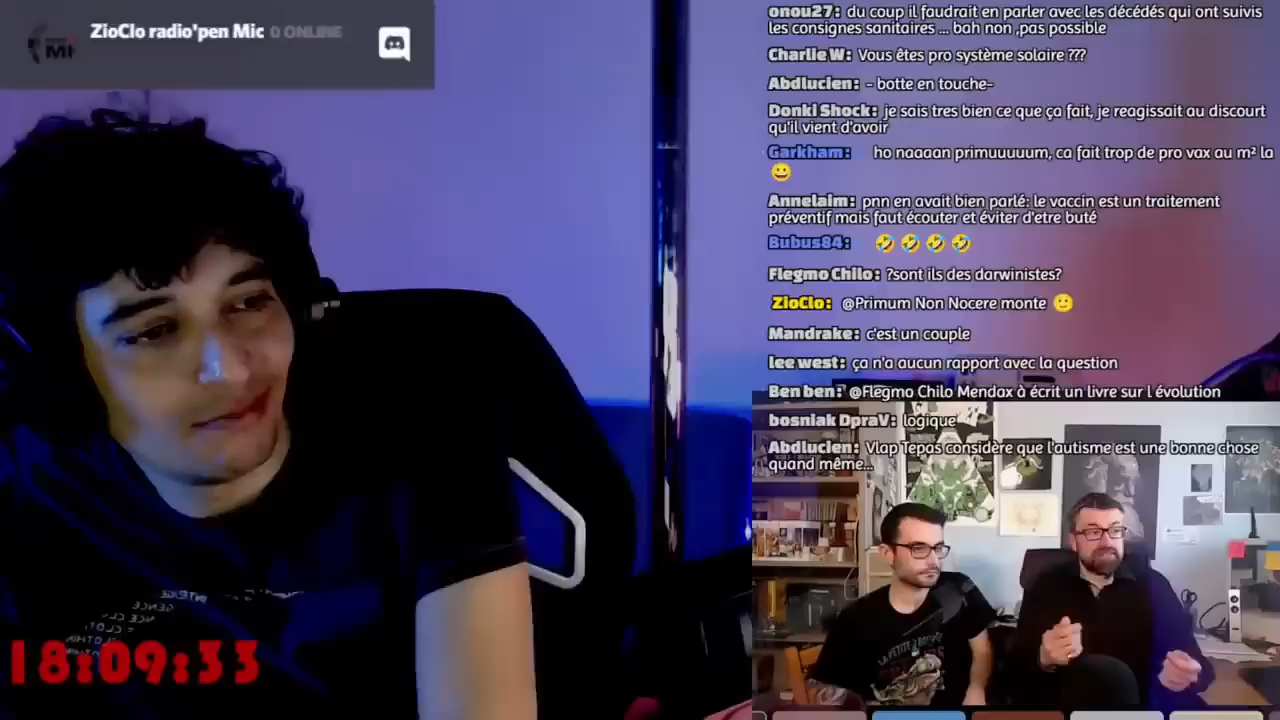 ZioClo radio'pen Mic 0 ONLINE
MI
onou27: du coup il faudrait en parler avec les décédés qui ont suivis
les consignes sanitaires ... bah non ,pas possible
Charlie W: Vous êtes pro système solaire ???
Abdlucien: - botte en touche-
Donki Shock: je sais tres bien ce que ça fait, je reagissait au discourt
qu'il vient d'avoir
Garkham: ho naaaan primuuuuum, ca fait trop de pro vax au m² la
😀
Annelaim: pnn en avait bien parlé: le vaccin est un traitement
préventif mais faut écouter et éviter d'etre buté
Bubus84: 🤣 🤣 🤣 🤣
Flegmo Chilo: ?sont ils des darwinistes?
ZioClo: @Primum Non Nocere monte 🙂
Mandrake: c'est un couple
lee west: ça n'a aucun rapport avec la question
Ben ben: @Flegmo Chilo Mendax à écrit un livre sur l évolution
bosniak DpraV: logique
Abdlucien: Vlap Tepas considère que l'autisme est une bonne chose
quand même...
LA PETITE
18:09:33